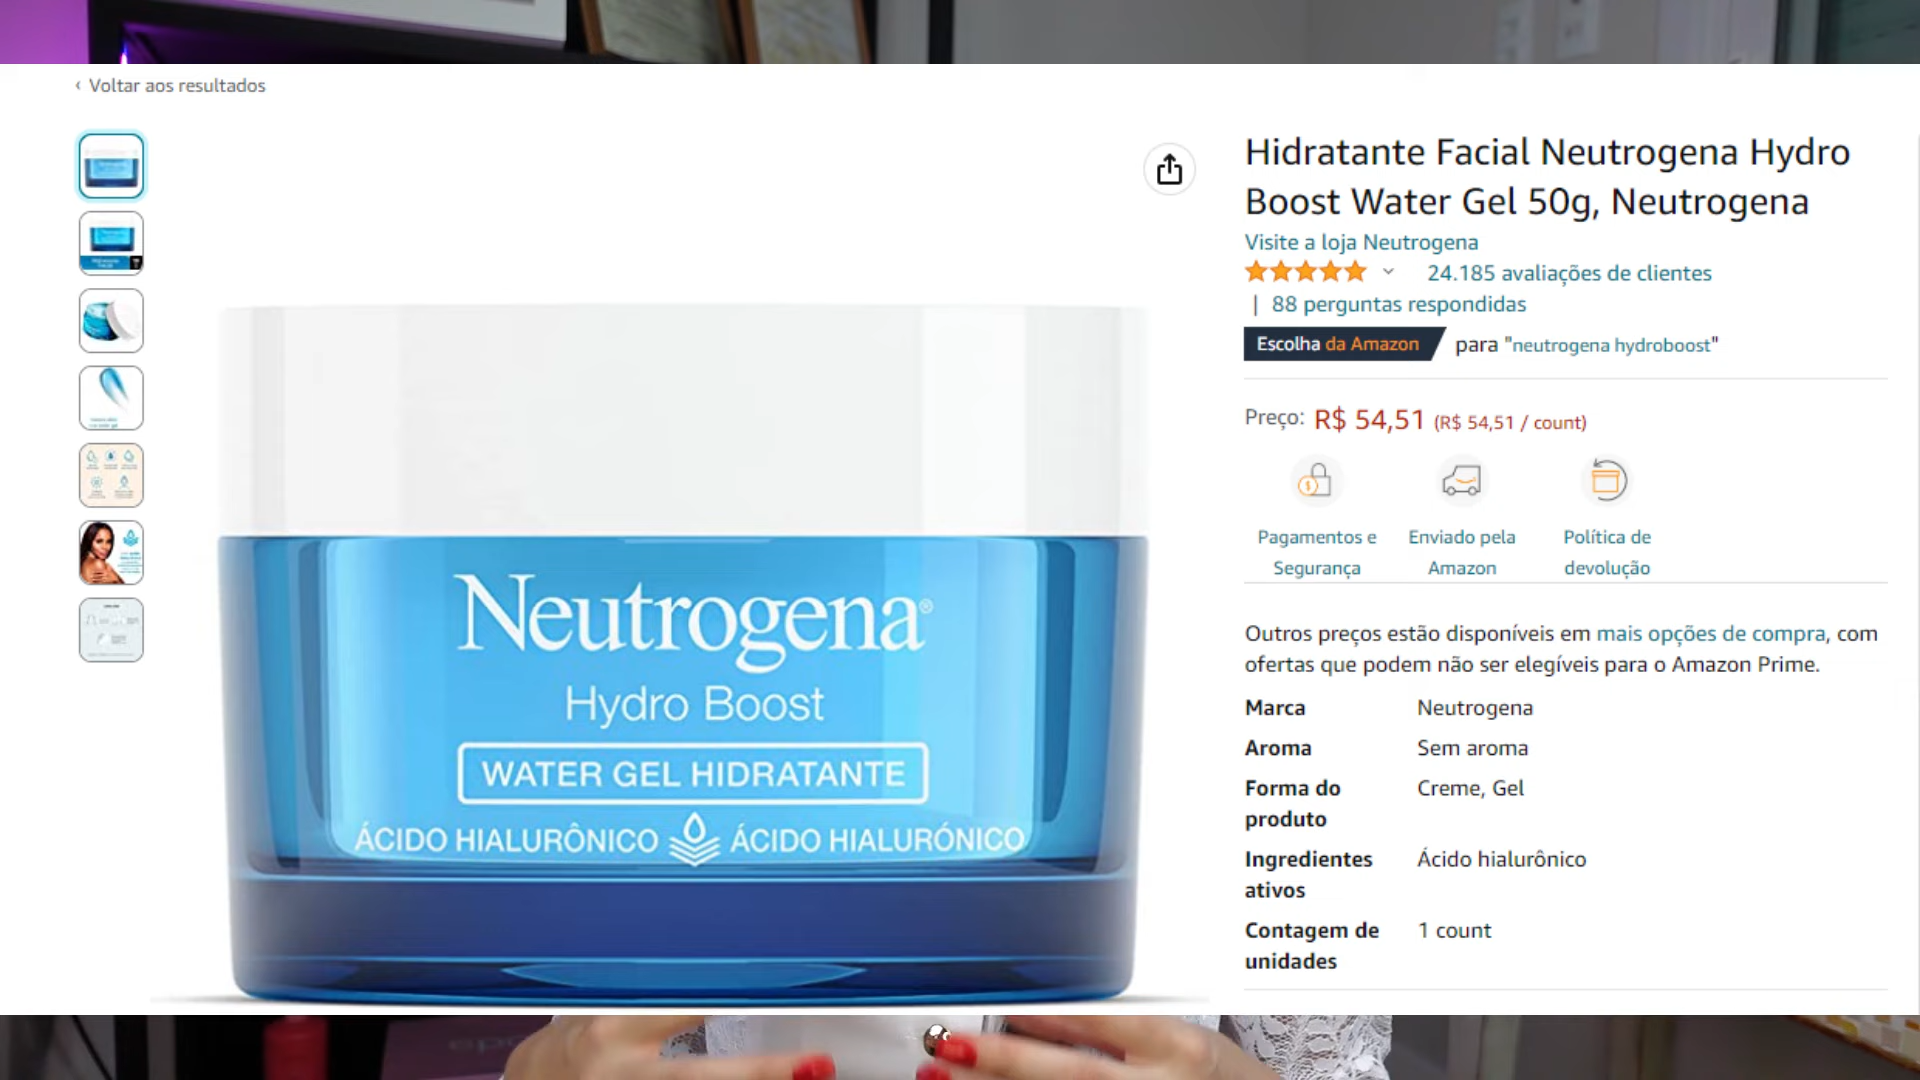 ‹ Voltar aos resultados
Hidratante Facial Neutrogena Hydro
Boost Water Gel 50g, Neutrogena
Visite a loja Neutrogena
24.185 avaliações de clientes
| 88 perguntas respondidas
Escolha da Amazon para "neutrogena hydroboost"
Preço: R$ 54,51 (R$ 54,51 / count)
Pagamentos e
Segurança
Enviado pela
Amazon
Política de
devolução
Outros preços estão disponíveis em mais opções de compra, com
ofertas que podem não ser elegíveis para o Amazon Prime.
Marca Neutrogena
Aroma Sem aroma
Forma do Creme, Gel
produto
Ingredientes Ácido hialurônico
ativos
Contagem de 1 count
unidades
Neutrogena®
Hydro Boost
WATER GEL HIDRATANTE
ÁCIDO HIALURÔNICO ÁCIDO HIALURÓNICO